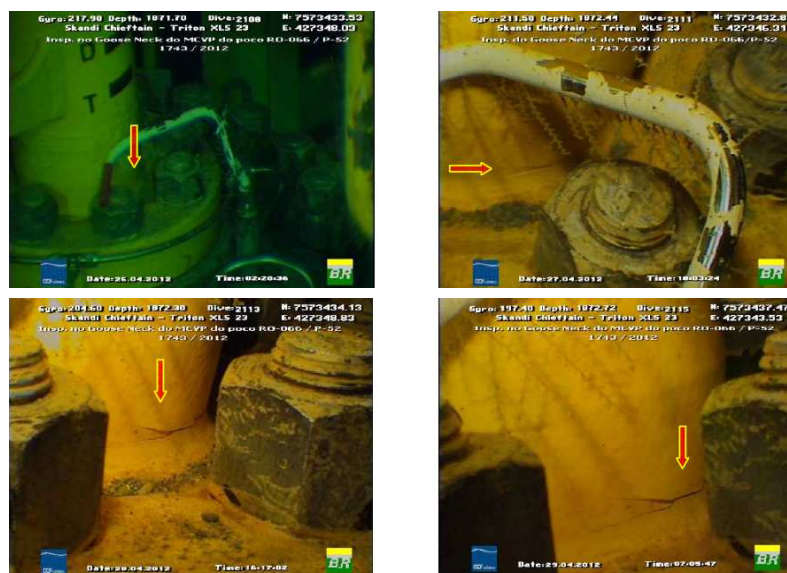 Gyro: 217.90 Depth: 1871.70 Dive: 2108 N: 7573433.53
Skandi Chieftain - Triton XLS 23 E: 427348.03
Insp. no Goose Neck do MCVP do poco RO-066 / P-52
1743 / 2012
D
T
Date: 26.04.2012 Time: 02:20:36
BR
Gyro: 211.50 Depth: 1872.44 Dive: 2111 N: 7573432.8
Skandi Chieftain - Triton XLS 23 E: 427346.31
Insp. no Goose Neck do MCVP do poco RO-066/P-52
1743 / 2012
Date: 27.04.2012 Time: 10:03:24
BR
Gyro: 204.60 Depth: 1872.30 Dive: 2113 N: 7573434.13
Skandi Chieftain - Triton XLS 23 E: 427348.83
Insp. no Goose Neck do MCVP do poco RO-066 / P-52
1743 / 2012
Date: 28.04.2012 Time: 16:17:02
BR
Gyro: 197.40 Depth: 1872.72 Dive: 2115 N: 7573437.47
Skandi Chieftain - Triton XLS 23 E: 427343.53
Insp. no Goose Neck do MCVP do poco RO-066 / P-52
1743 / 2012
Date: 29.04.2012 Time: 07:05:47
BR